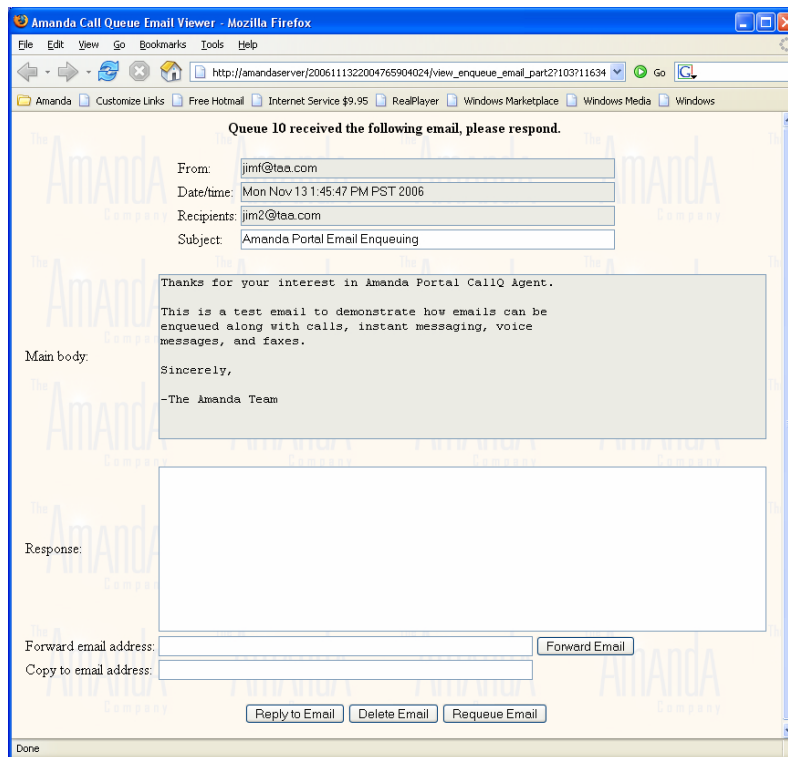 Amanda Call Queue Email Viewer - Mozilla Firefox
File Edit View Go Bookmarks Tools Help
http://amandaserver/2006111322004765904024/view_enqueue_email_part2?103?11634 Go G
Amanda Customize Links Free Hotmail Internet Service $9.95 RealPlayer Windows Marketplace Windows Media Windows
Queue 10 received the following email, please respond.
From: jimf@taa.com
Date/time: Mon Nov 13 1:45:47 PM PST 2006
Recipients: jim2@taa.com
Subject: Amanda Portal Email Enqueuing
Thanks for your interest in Amanda Portal CallQ Agent.
This is a test email to demonstrate how emails can be
enqueued along with calls, instant messaging, voice
messages, and faxes.
Main body:
Sincerely,
-The Amanda Team
Response:
Forward email address: Forward Email
Copy to email address:
Reply to Email Delete Email Requeue Email
Done
The Amanda Company